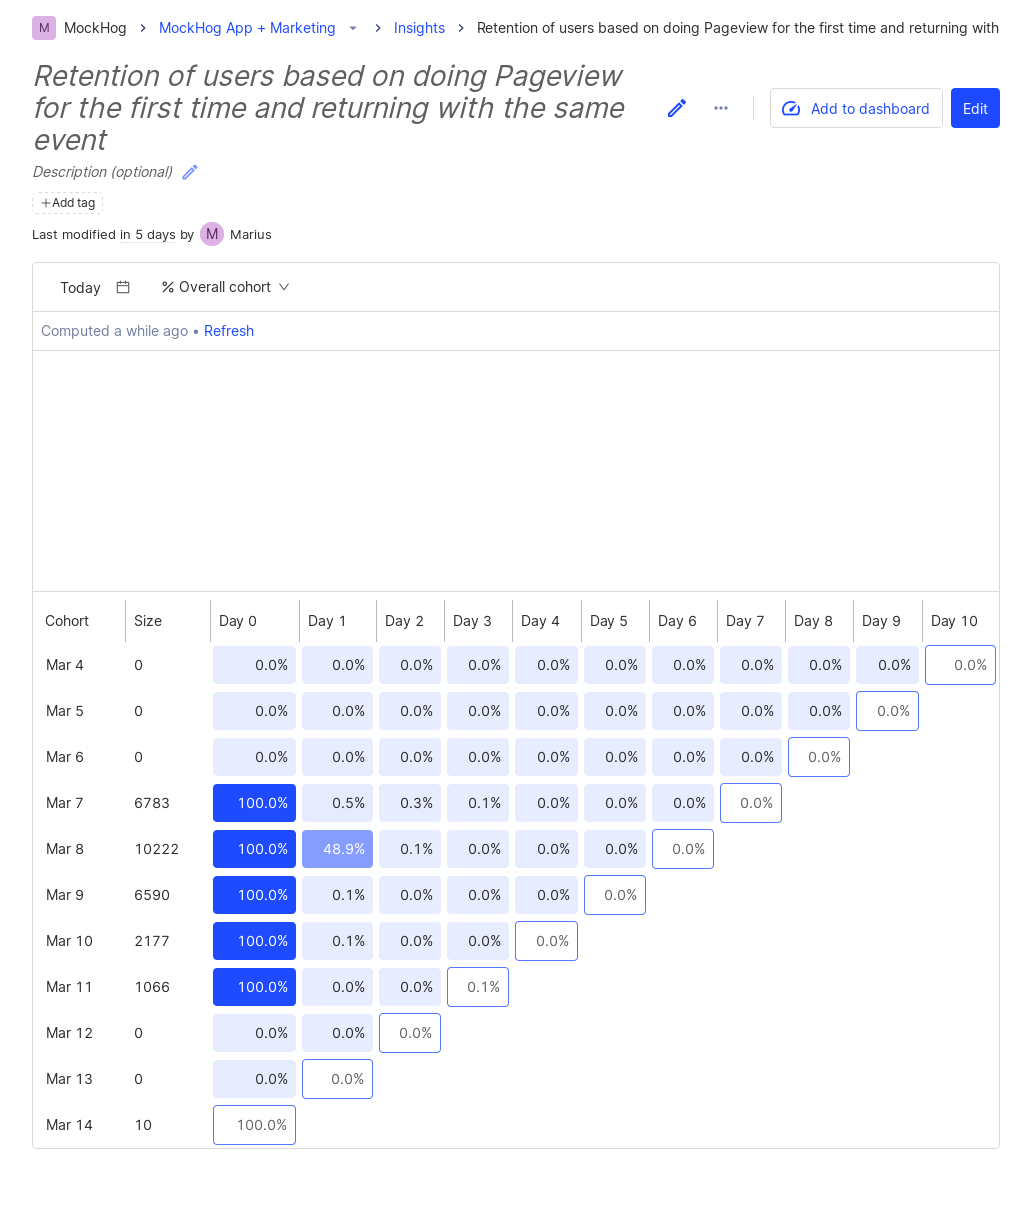 M MockHog > MockHog App + Marketing > Insights > Retention of users based on doing Pageview for the first time and returning with
Retention of users based on doing Pageview
for the first time and returning with the same
event
Add to dashboard Edit
Description (optional)
+Add tag
Last modified in 5 days by M Marius
Today % Overall cohort
Computed a while ago • Refresh
Cohort Size Day 0 Day 1 Day 2 Day 3 Day 4 Day 5 Day 6 Day 7 Day 8 Day 9 Day 10
Mar 4 0 0.0% 0.0% 0.0% 0.0% 0.0% 0.0% 0.0% 0.0% 0.0% 0.0% 0.0%
Mar 5 0 0.0% 0.0% 0.0% 0.0% 0.0% 0.0% 0.0% 0.0% 0.0% 0.0%
Mar 6 0 0.0% 0.0% 0.0% 0.0% 0.0% 0.0% 0.0% 0.0% 0.0%
Mar 7 6783 100.0% 0.5% 0.3% 0.1% 0.0% 0.0% 0.0% 0.0%
Mar 8 10222 100.0% 48.9% 0.1% 0.0% 0.0% 0.0% 0.0%
Mar 9 6590 100.0% 0.1% 0.0% 0.0% 0.0% 0.0%
Mar 10 2177 100.0% 0.1% 0.0% 0.0% 0.0%
Mar 11 1066 100.0% 0.0% 0.0% 0.1%
Mar 12 0 0.0% 0.0% 0.0%
Mar 13 0 0.0% 0.0%
Mar 14 10 100.0%